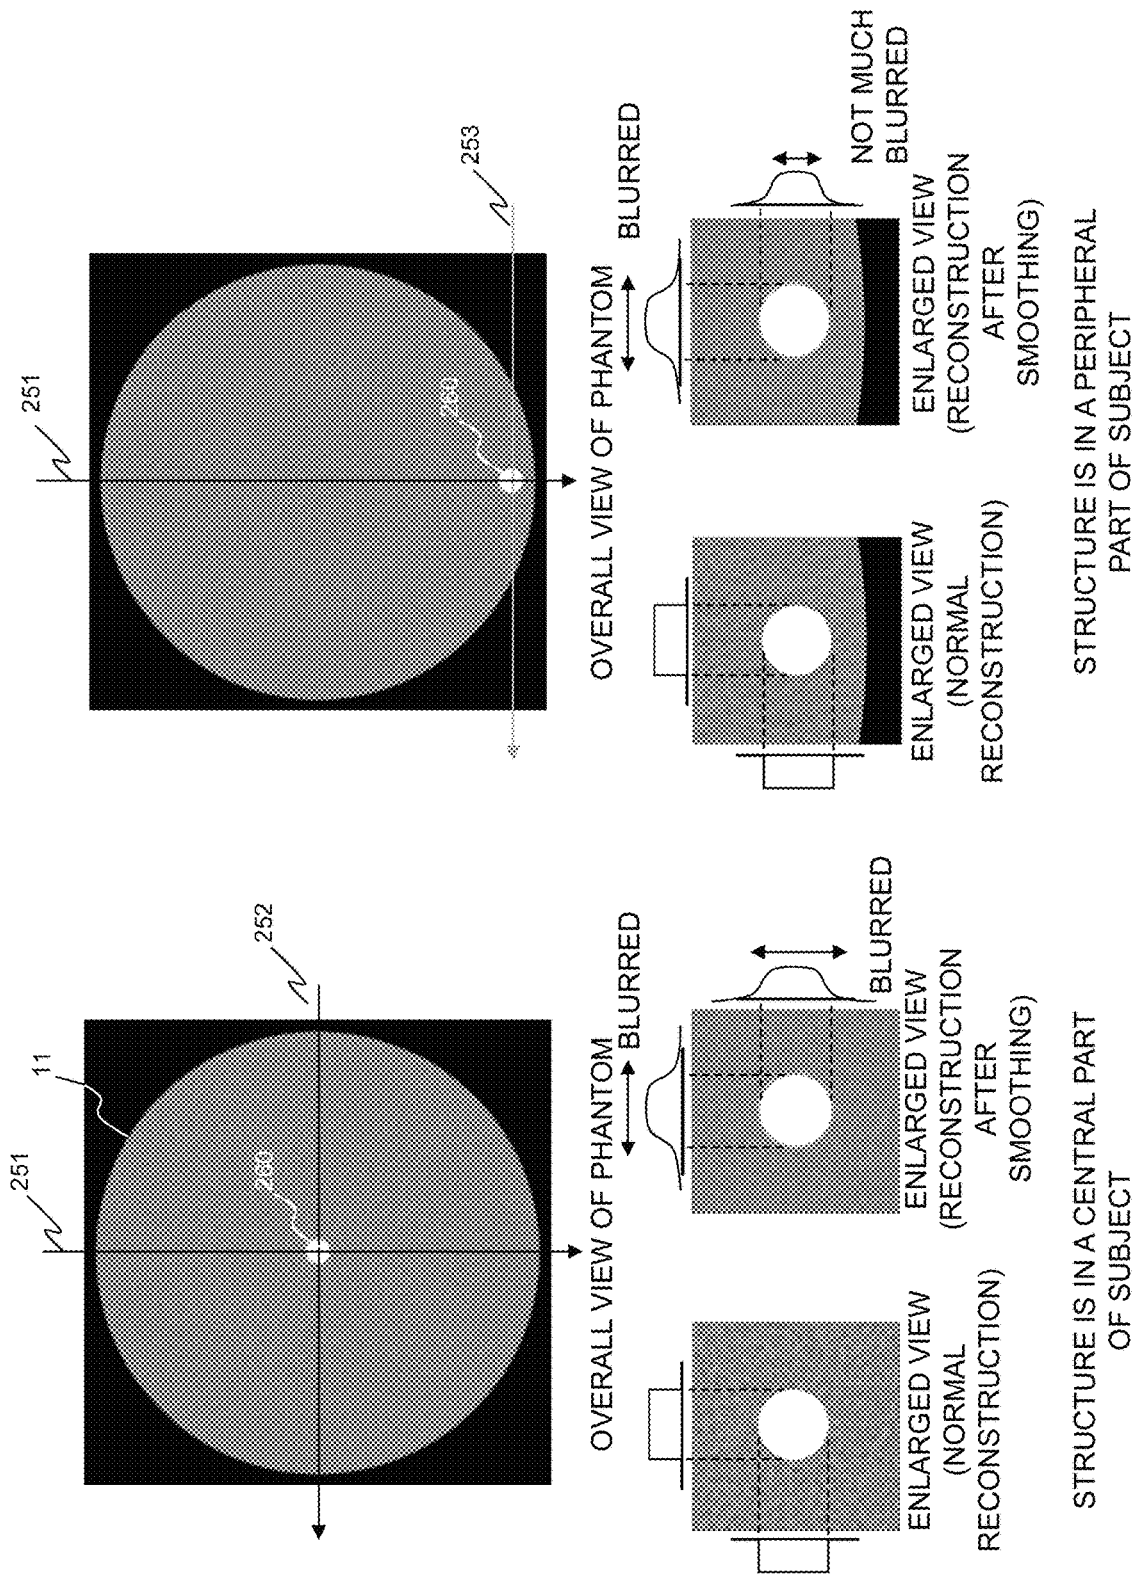 251
11
260
252
OVERALL VIEW OF PHANTOM
BLURRED
ENLARGED VIEW
(NORMAL
RECONSTRUCTION)
ENLARGED VIEW
(RECONSTRUCTION
AFTER
SMOOTHING)
BLURRED
STRUCTURE IS IN A CENTRAL PART
OF SUBJECT
251
260
253
OVERALL VIEW OF PHANTOM
BLURRED
ENLARGED VIEW
(NORMAL
RECONSTRUCTION)
ENLARGED VIEW
(RECONSTRUCTION
AFTER
SMOOTHING)
NOT MUCH
BLURRED
STRUCTURE IS IN A PERIPHERAL
PART OF SUBJECT